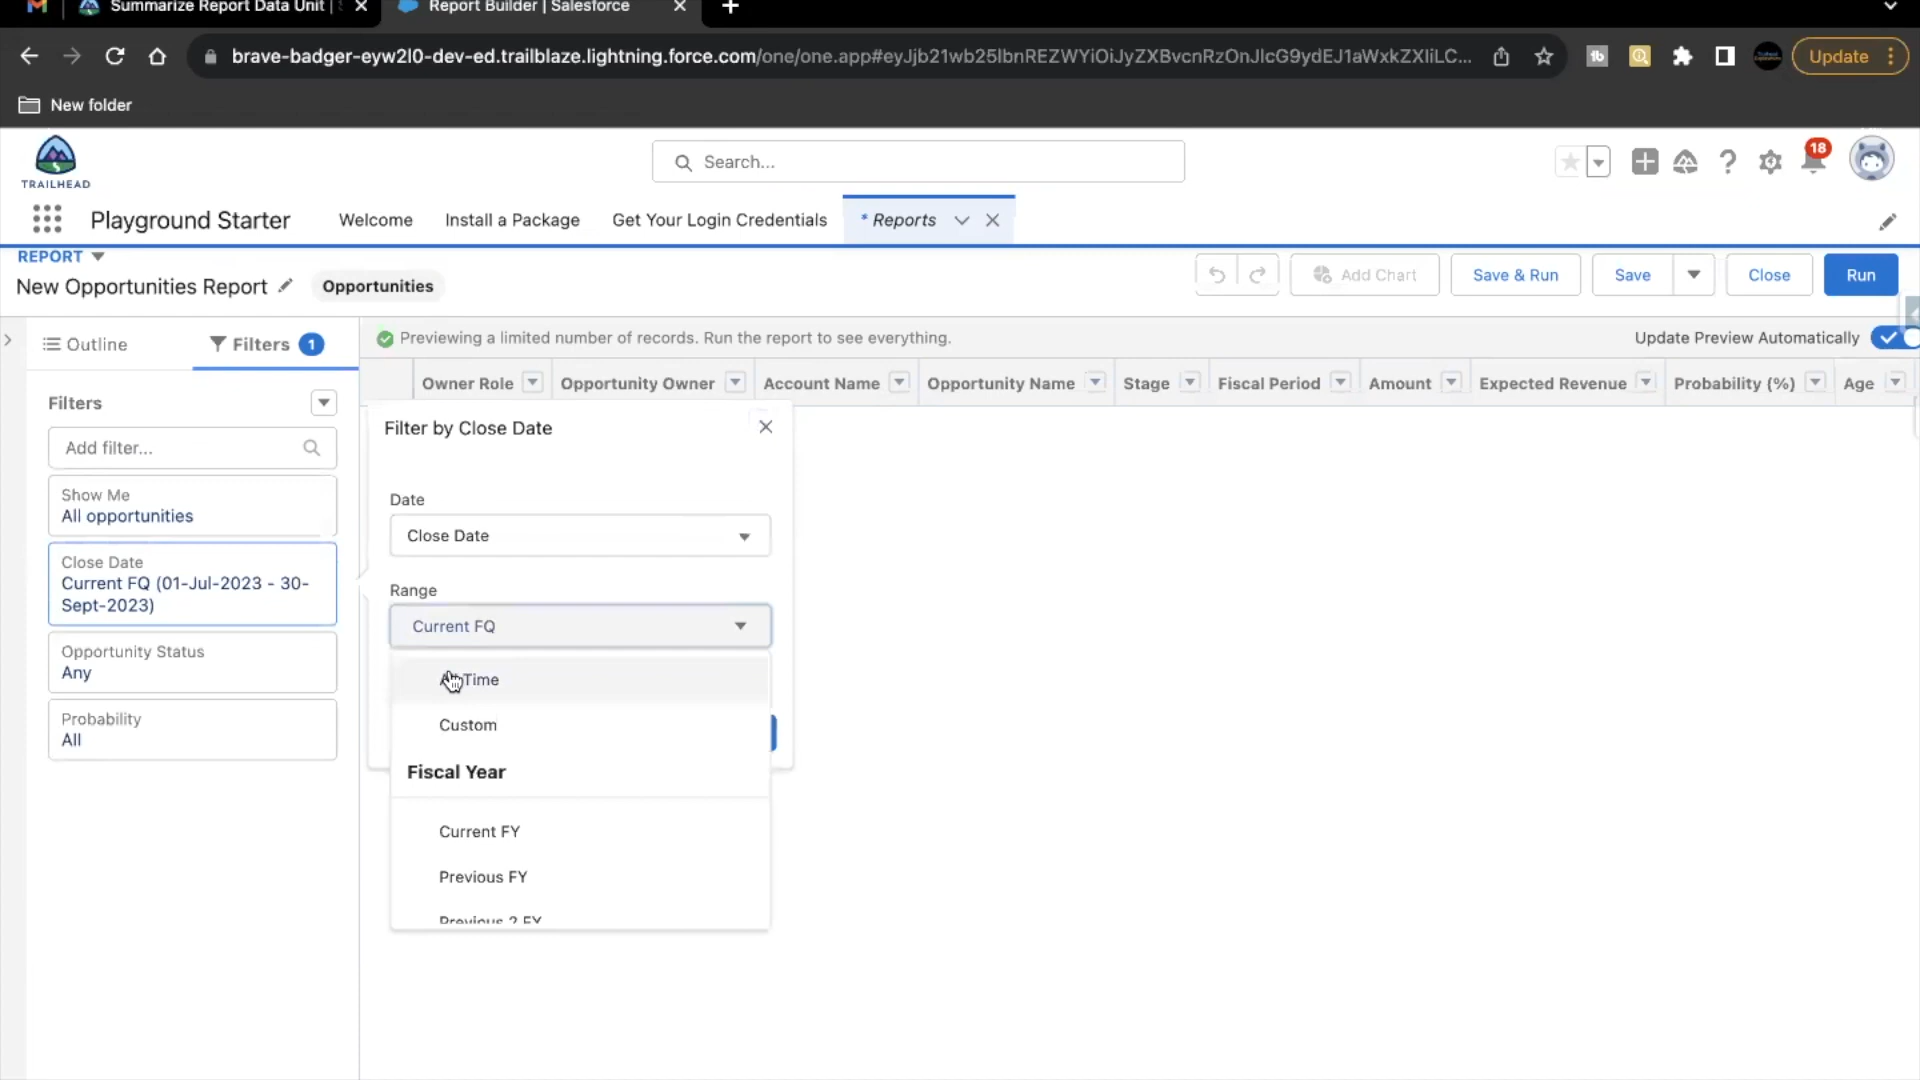 Summarize Report Data Unit | S
Report Builder | Salesforce
brave-badger-eyw2l0-dev-ed.trailblaze.lightning.force.com/one/one.app#eyJjb21wb25lbnREZWYiOiJyZXBvcnRzOnJlcG9ydEJ1aWxkZXIiLC...
Update
New folder
TRAILHEAD
Search...
18
Playground Starter
Welcome
Install a Package
Get Your Login Credentials
* Reports
REPORT
New Opportunities Report
Opportunities
Add Chart
Save & Run
Save
Close
Run
Outline
Filters 1
Previewing a limited number of records. Run the report to see everything.
Update Preview Automatically
Owner Role
Opportunity Owner
Account Name
Opportunity Name
Stage
Fiscal Period
Amount
Expected Revenue
Probability (%)
Age
Filters
Add filter...
Show Me
All opportunities
Close Date
Current FQ (01-Jul-2023 - 30-
Sept-2023)
Opportunity Status
Any
Probability
All
Filter by Close Date
Date
Close Date
Range
Current FQ
Time
Custom
Fiscal Year
Current FY
Previous FY
Previous 2 FY